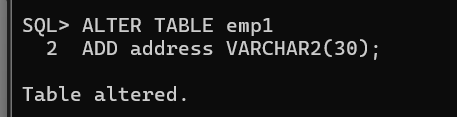 SQL> ALTER TABLE emp1
  2  ADD address VARCHAR2(30);
Table altered.